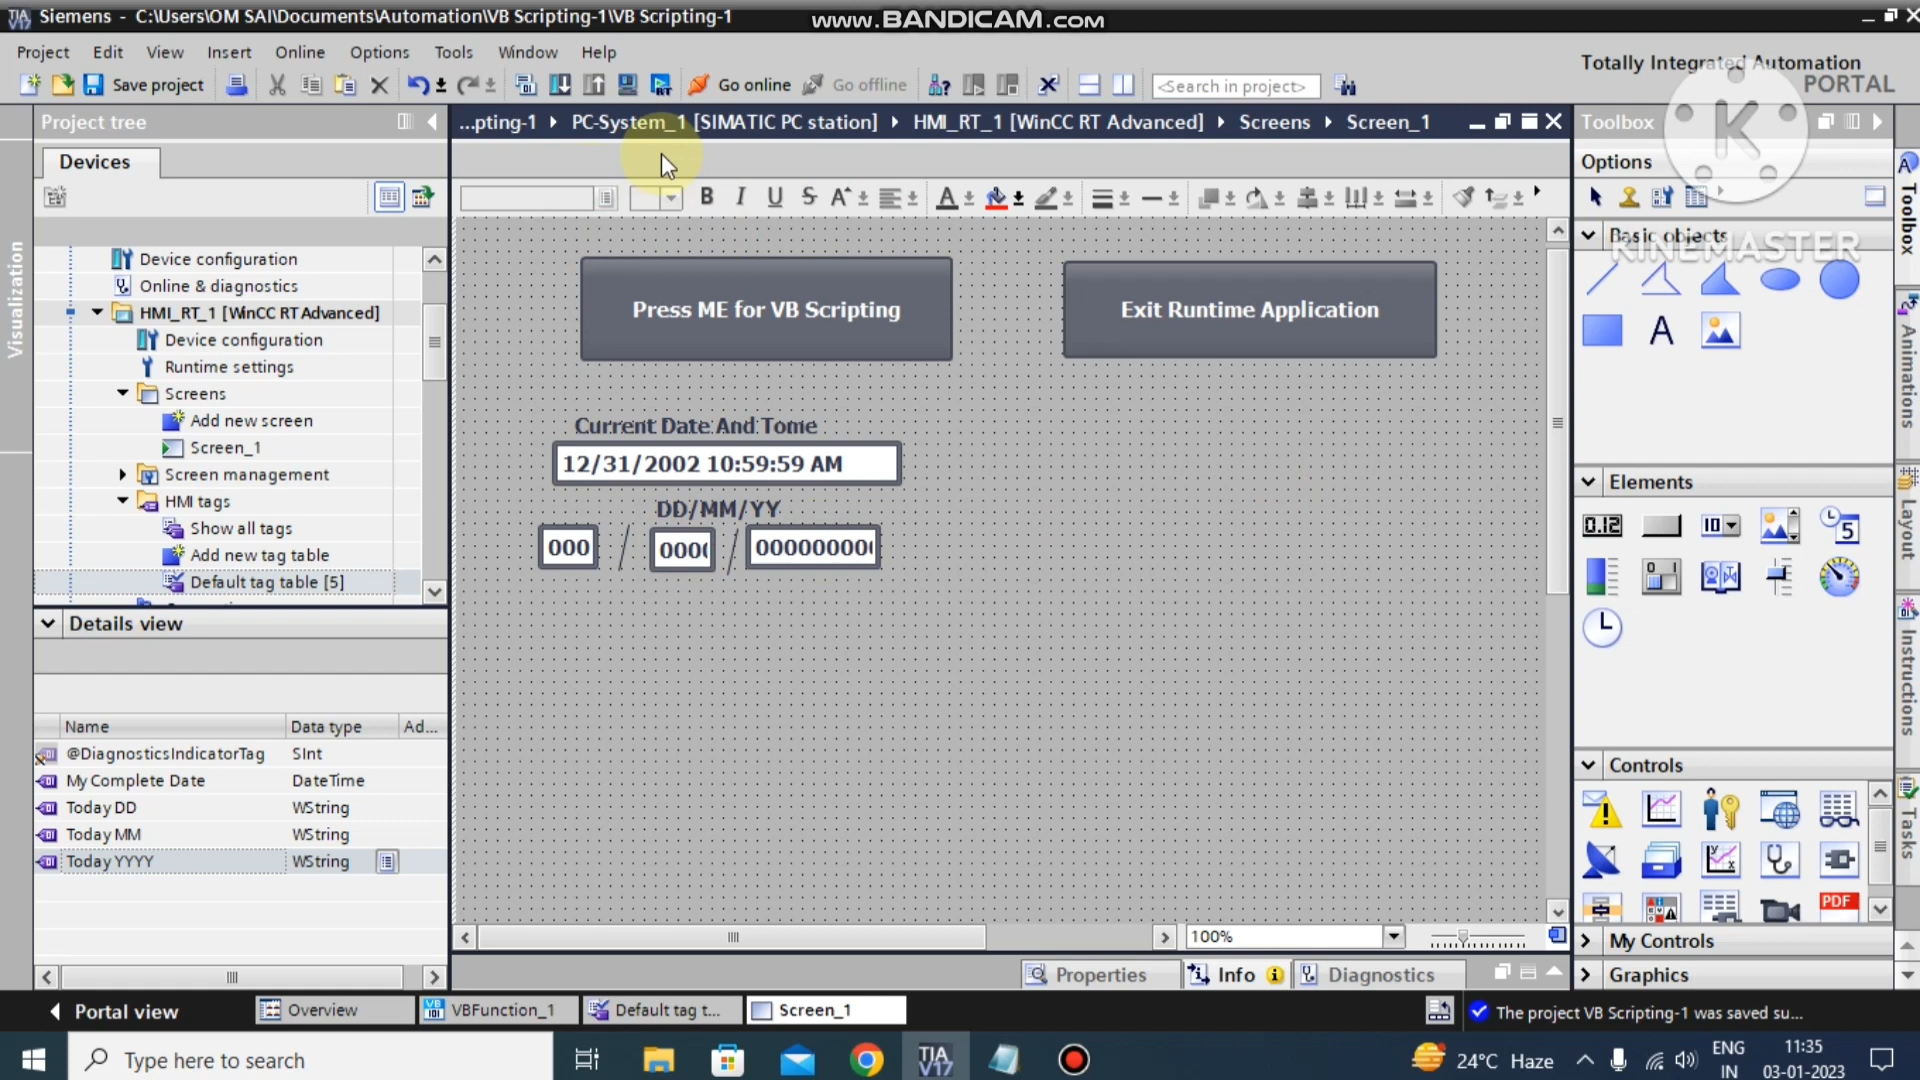 Siemens - C:\Users\OM SAI\Documents\Automation\VB Scripting-1\VB Scripting-1
www.BANDICAM.com
Project Edit View Insert Online Options Tools Window Help
Totally Integrated Automation
PORTAL
Save project
Go online
Go offline
<Search in project>
Project tree
...pting-1 PC-System_1 [SIMATIC PC station] HMI_RT_1 [WinCC RT Advanced] Screens Screen_1
Toolbox
K
Devices
Options
B I U S A A
Visualization
Device configuration
Online & diagnostics
HMI_RT_1 [WinCC RT Advanced]
Device configuration
Runtime settings
Screens
Add new screen
Screen_1
Screen management
HMI tags
Show all tags
Add new tag table
Default tag table [5]
Press ME for VB Scripting
Exit Runtime Application
Current Date And Tome
12/31/2002 10:59:59 AM
DD/MM/YY
000 / 000 / 000000000
Basic objects
KINEMASTER
A
Elements
0.12
10
5
Controls
PDF
My Controls
Graphics
Toolbox
Animations
Layout
Instructions
Tasks
Details view
Name Data type Ad...
@DiagnosticsIndicatorTag SInt
My Complete Date DateTime
Today DD WString
Today MM WString
Today YYYY WString
100%
Properties Info Diagnostics
Portal view Overview VBFunction_1 Default tag t... Screen_1
The project VB Scripting-1 was saved su...
Type here to search
TIA V17
24°C Haze
ENG
IN
11:35
03-01-2023